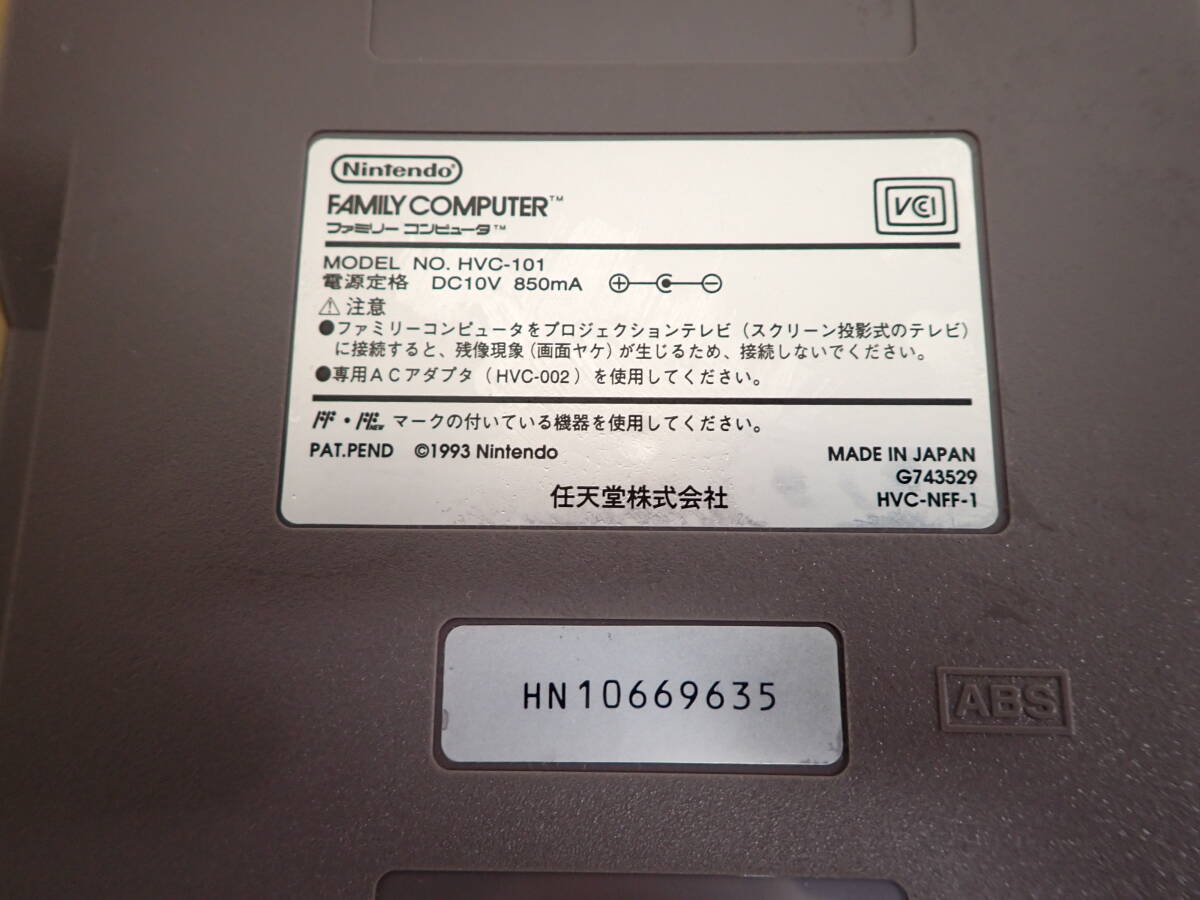 Nintendo®
FAMILY COMPUTER™
ファミリー コンピュータ™
VCCI
MODEL NO. HVC-101
電源定格 DC10V 850mA
注意
●ファミリーコンピュータをプロジェクションテレビ（スクリーン投影式のテレビ）
に接続すると、残像現象（画面ヤケ）が生じるため、接続しないでください。
●専用ACアダプタ（HVC-002）を使用してください。
FF・FF NEW マークの付いている機器を使用してください。
PAT.PEND ©1993 Nintendo
MADE IN JAPAN
G743529
任天堂株式会社
HVC-NFF-1
HN10669635
ABS